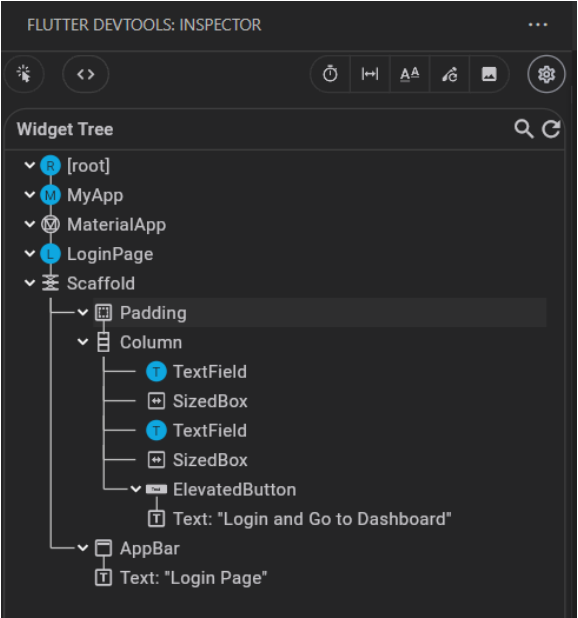 FLUTTER DEVTOOLS: INSPECTOR
Widget Tree
R [root]
M MyApp
M MaterialApp
L LoginPage
Scaffold
Padding
Column
T TextField
SizedBox
T TextField
SizedBox
ElevatedButton
T Text: "Login and Go to Dashboard"
AppBar
T Text: "Login Page"